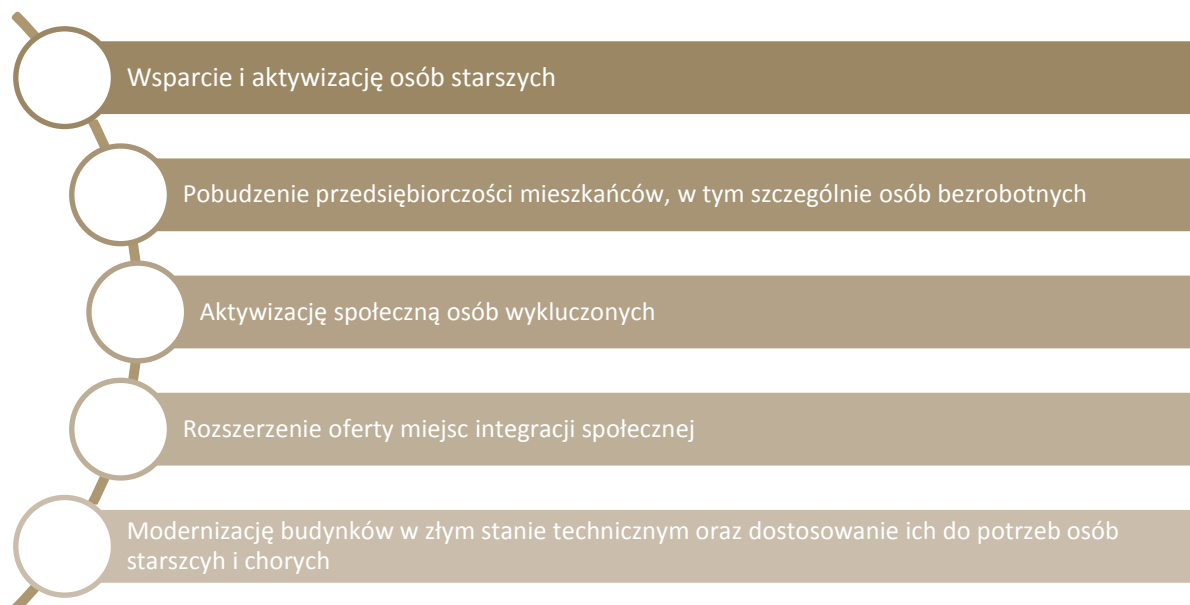 Wsparcie i aktywizację osób starszych
Pobudzenie przedsiębiorczości mieszkańców, w tym szczególnie osób bezrobotnych
Aktywizację społeczną osób wykluczonych
Rozszerzenie oferty miejsc integracji społecznej
Modernizację budynków w złym stanie technicznym oraz dostosowanie ich do potrzeb osób
starszcyh i chorych